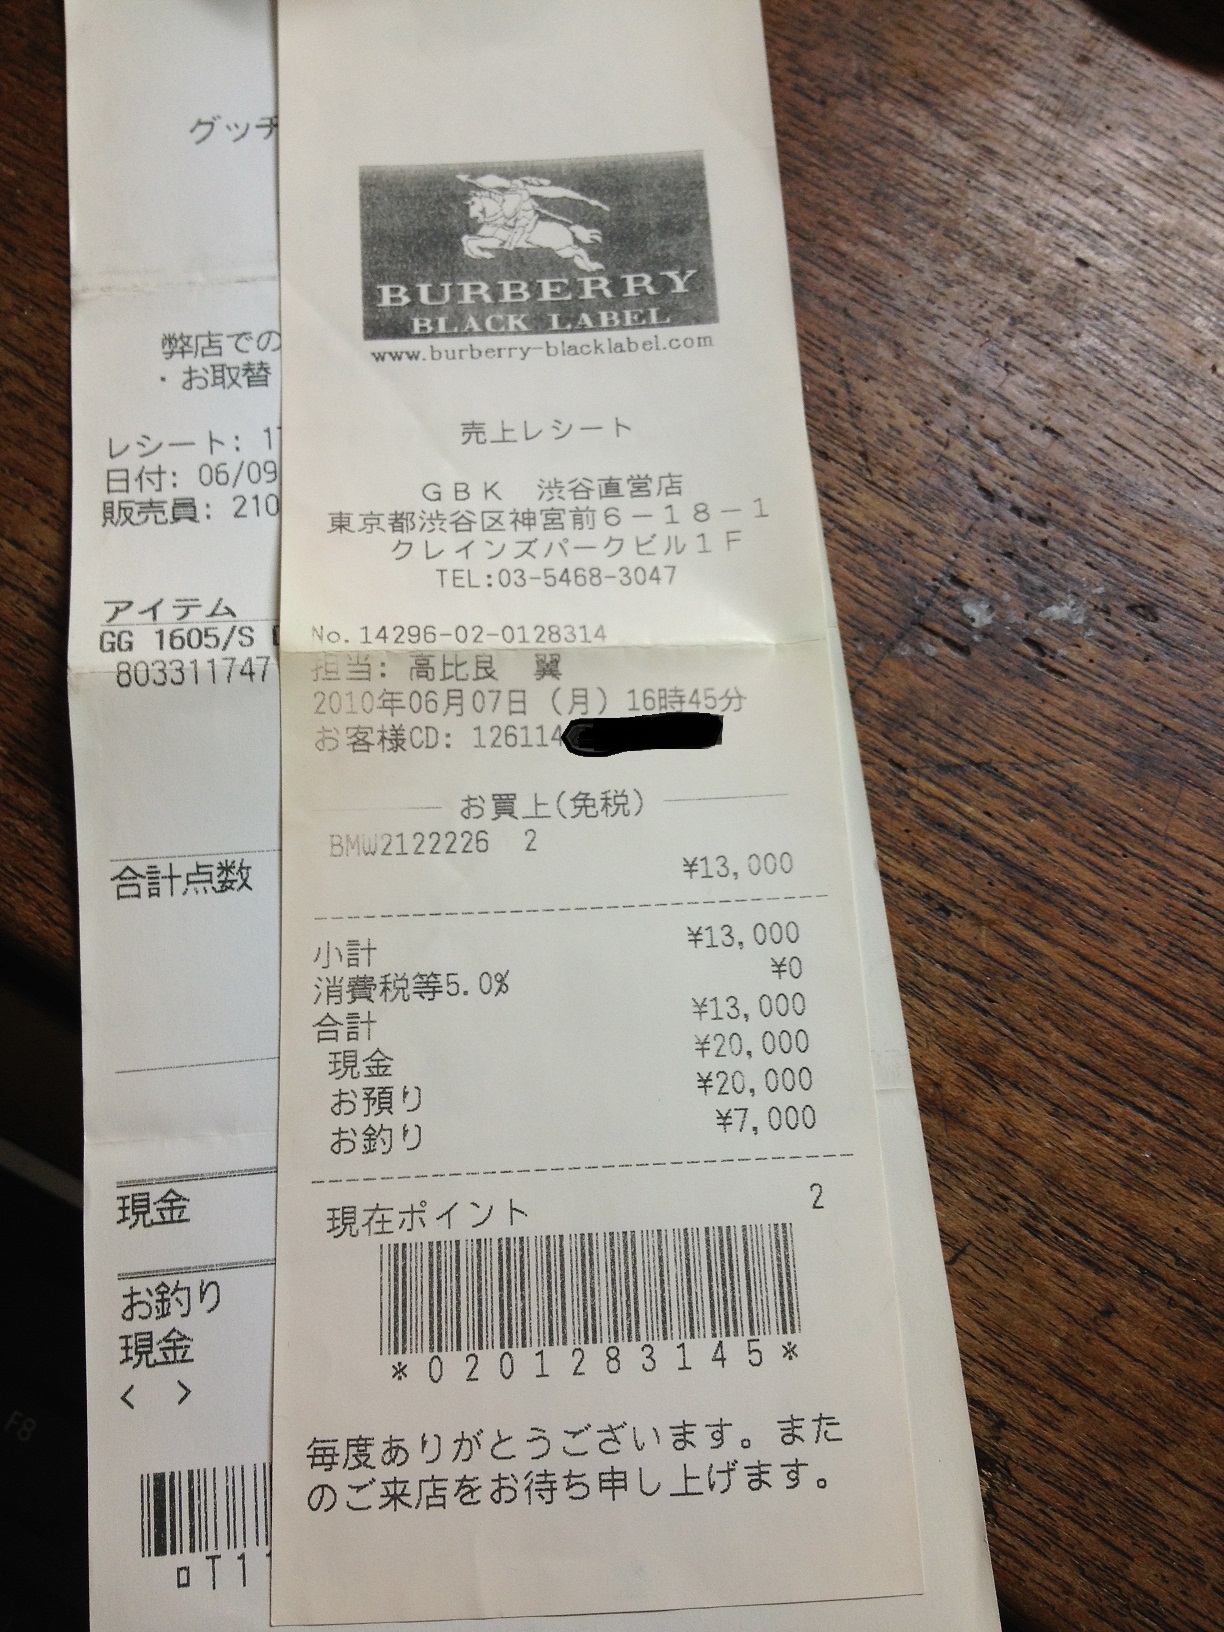 グッチ
弊店での
・お取替
レシート: 1
日付: 06/09
販売員: 210
アイテム
GG 1605/S
803311747
合計点数
現金
お釣り
現金
< >
T1
BURBERRY
BLACK LABEL
www.burberry-blacklabel.com
売上レシート
GBK 渋谷直営店
東京都渋谷区神宮前6-18-1
クレインズパークビル1F
TEL:03-5468-3047
No.14296-02-0128314
担当: 高比良 翼
2010年06月07日(月)16時45分
お客様CD: 126114
お買上(免税)
BMW2122226 2
¥13,000
小計 ¥13,000
消費税等5.0% ¥0
合計 ¥13,000
現金 ¥20,000
お預り ¥20,000
お釣り ¥7,000
現在ポイント 2
*0201283145*
毎度ありがとうございます。また
のご来店をお待ち申し上げます。
F8